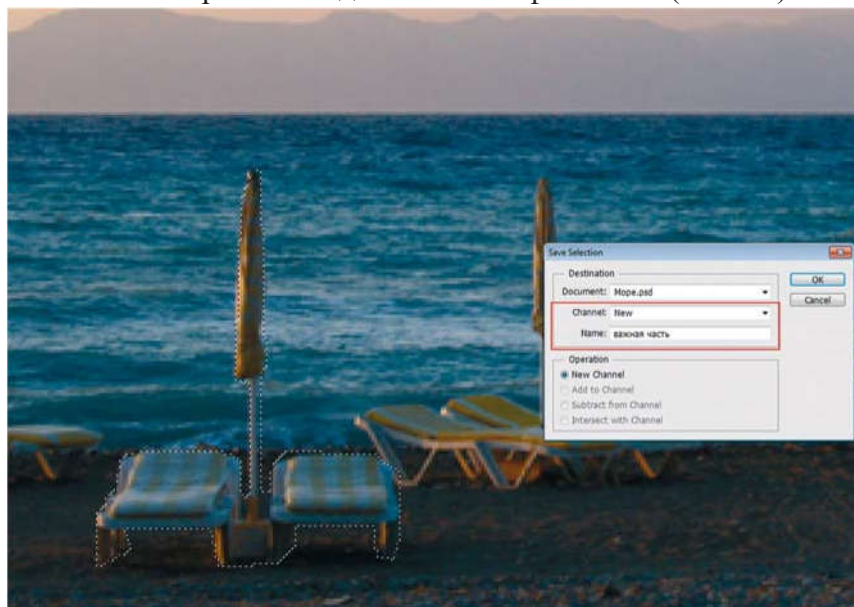 Save Selection
Destination
Document: Море.psd
Channel: New
Name: важная часть
OK
Cancel
Operation
New Channel
Add to Channel
Subtract from Channel
Intersect with Channel